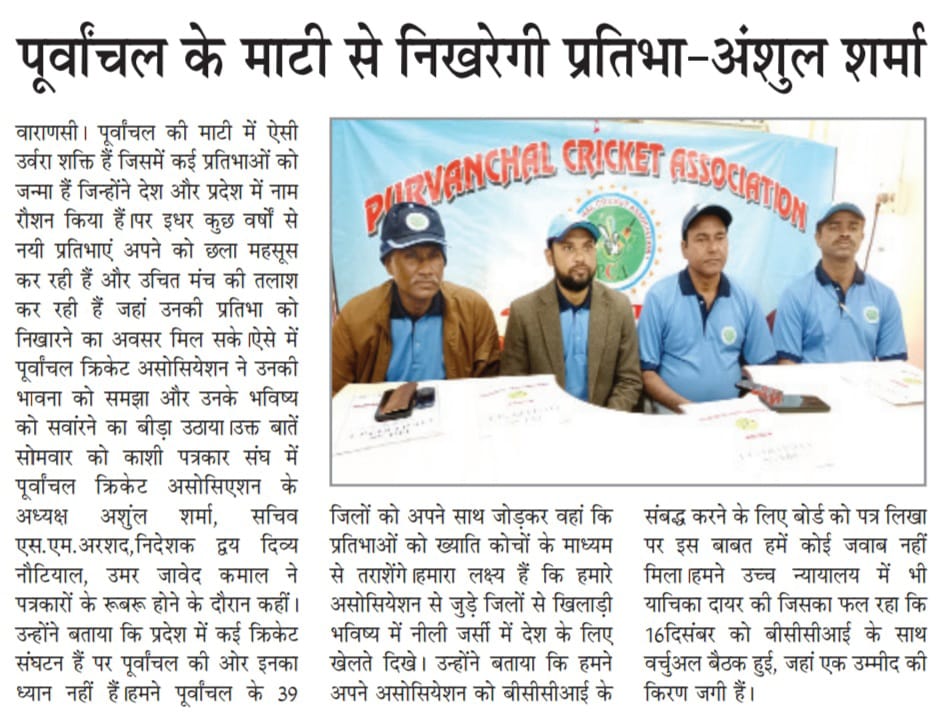 पूर्वांचल के माटी से निखरेगी प्रतिभा-अंशुल शर्मा
वाराणसी। पूर्वांचल की माटी में ऐसी
उर्वरा शक्ति हैं जिसमें कई प्रतिभाओं को
जन्मा हैं जिन्होंने देश और प्रदेश में नाम
रौशन किया हैं।पर इधर कुछ वर्षों से
नयी प्रतिभाएं अपने को छला महसूस
कर रही हैं और उचित मंच की तलाश
कर रही हैं जहां उनकी प्रतिभा को
निखारने का अवसर मिल सके।ऐसे में
पूर्वांचल क्रिकेट असोसियेशन ने उनकी
भावना को समझा और उनके भविष्य
को सवांरने का बीड़ा उठाया।उक्त बातें
सोमवार को काशी पत्रकार संघ में
पूर्वांचल क्रिकेट असोसिएशन के
अध्यक्ष अशुंल शर्मा, सचिव
एस.एम.अरशद,निदेशक द्वय दिव्य
नौटियाल, उमर जावेद कमाल ने
पत्रकारों के रूबरू होने के दौरान कहीं।
उन्होंने बताया कि प्रदेश में कई क्रिकेट
संघटन हैं पर पूर्वांचल की ओर इनका
ध्यान नहीं हैं।हमने पूर्वांचल के 39
PURVANCHAL CRICKET ASSOCIATION
PCA
जिलों को अपने साथ जोड़कर वहां कि
प्रतिभाओं को ख्याति कोचों के माध्यम
से तराशेंगे।हमारा लक्ष्य हैं कि हमारे
असोसियेशन से जुड़े जिलों से खिलाड़ी
भविष्य में नीली जर्सी में देश के लिए
खेलते दिखे। उन्होंने बताया कि हमने
अपने असोसियेशन को बीसीसीआई के
संबद्ध करने के लिए बोर्ड को पत्र लिखा
पर इस बाबत हमें कोई जवाब नहीं
मिला।हमने उच्च न्यायालय में भी
याचिका दायर की जिसका फल रहा कि
16दिसंबर को बीसीसीआई के साथ
वर्चुअल बैठक हुई, जहां एक उम्मीद की
किरण जगी हैं।